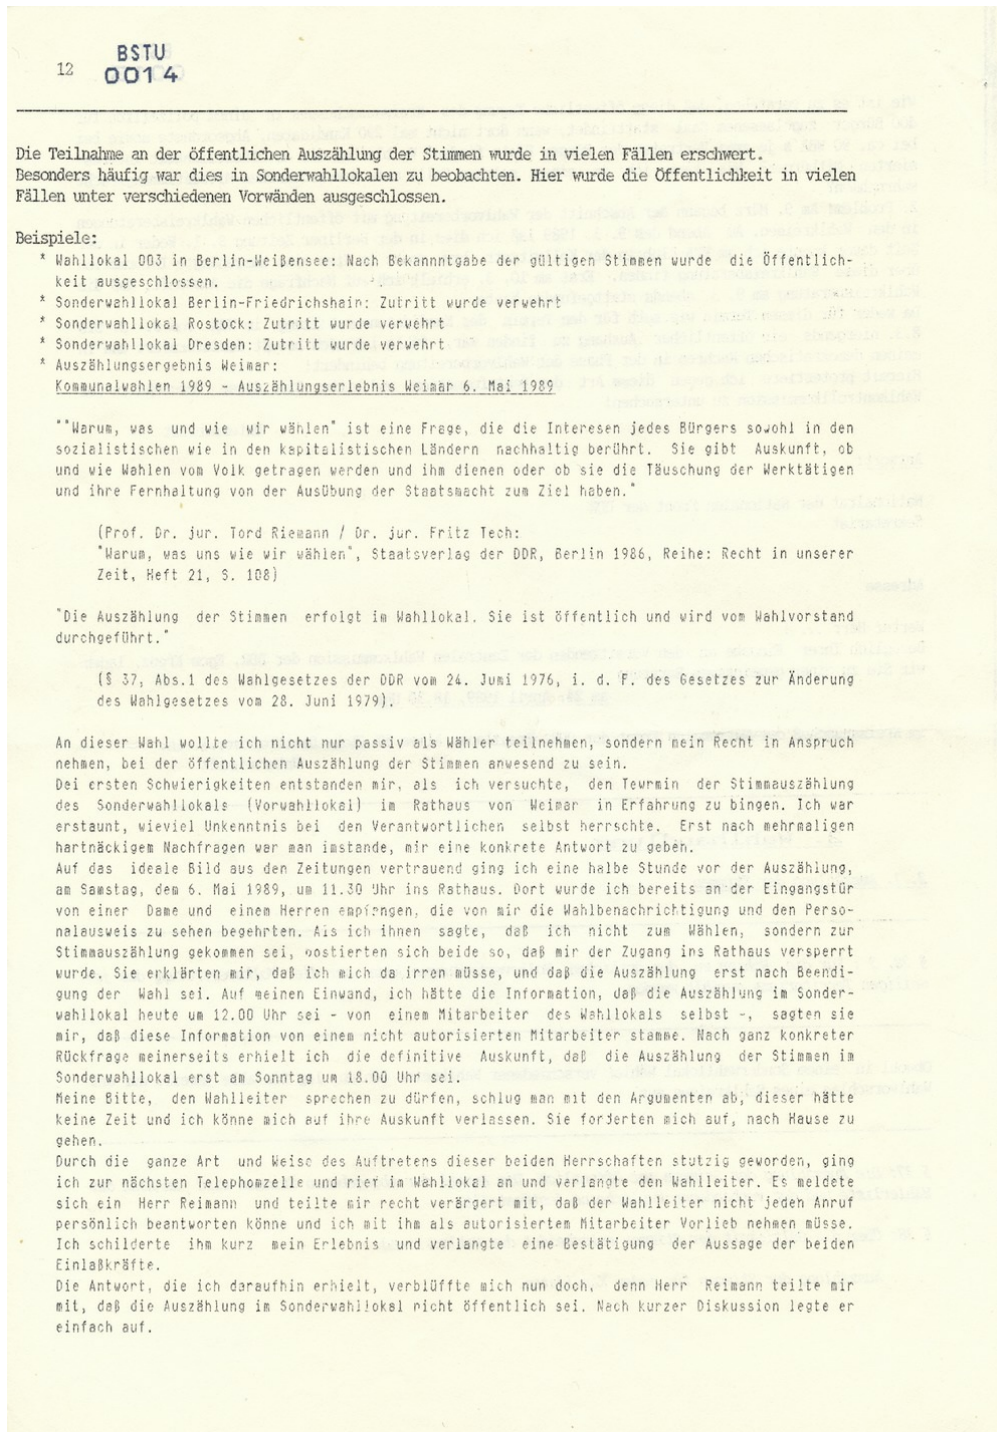 BSTU
12 0014
Die Teilnahme an der öffentlichen Auszählung der Stimmen wurde in vielen Fällen erschwert.
Besonders häufig war dies in Sonderwahllokalen zu beobachten. Hier wurde die Öffentlichkeit in vielen
Fällen unter verschiedenen Vorwänden ausgeschlossen.
Beispiele:
* Wahllokal 003 in Berlin-Weißensee: Nach Bekannntgabe der gültigen Stimmen wurde die Öffentlich-
keit ausgeschlossen.
* Sonderwahllokal Berlin-Friedrichshain: Zutritt wurde verwehrt
* Sonderwahllokal Rostock: Zutritt wurde verwehrt
* Sonderwahllokal Dresden: Zutritt wurde verwehrt
* Auszählungsergebnis Weimar:
Kommunalwahlen 1989 - Auszählungserlebnis Weimar 6. Mai 1989
""Warum, was und wie wir wählen" ist eine Frage, die die Interesen jedes Bürgers sowohl in den
sozialistischen wie in den kapitalistischen Ländern nachhaltig berührt. Sie gibt Auskunft, ob
und wie Wahlen vom Volk getragen werden und ihm dienen oder ob sie die Täuschung der Werktätigen
und ihre Fernhaltung von der Ausübung der Staatsmacht zum Ziel haben."
(Prof. Dr. jur. Tord Riemann / Dr. jur. Fritz Tech:
"Warum, was uns wie wir wählen", Staatsverlag der DDR, Berlin 1986, Reihe: Recht in unserer
Zeit, Heft 21, S. 108)
"Die Auszählung der Stimmen erfolgt im Wahllokal. Sie ist öffentlich und wird vom Wahlvorstand
durchgeführt."
(§ 37, Abs.1 des Wahlgesetzes der DDR vom 24. Juni 1976, i. d. F. des Gesetzes zur Änderung
des Wahlgesetzes vom 28. Juni 1979).
An dieser Wahl wollte ich nicht nur passiv als Wähler teilnehmen, sondern mein Recht in Anspruch
nehmen, bei der öffentlichen Auszählung der Stimmen anwesend zu sein.
Dei ersten Schwierigkeiten entstanden mir, als ich versuchte, den Teurmin der Stimmauszählung
des Sonderwahllokals (Vorwahllokal) im Rathaus von Weimar in Erfahrung zu bingen. Ich war
erstaunt, wieviel Unkenntnis bei den Verantwortlichen selbst herrschte. Erst nach mehrmaligen
hartnäckigem Nachfragen war man imstande, mir eine konkrete Antwort zu geben.
Auf das ideale Bild aus den Zeitungen vertrauend ging ich eine halbe Stunde vor der Auszählung,
am Samstag, dem 6. Mai 1989, um 11.30 Uhr ins Rathaus. Dort wurde ich bereits an der Eingangstür
von einer Dame und einem Herren empfangen, die von mir die Wahlbenachrichtigung und den Perso-
nalausweis zu sehen begehrten. Als ich ihnen sagte, daß ich nicht zum Wählen, sondern zur
Stimmauszählung gekommen sei, postierten sich beide so, daß mir der Zugang ins Rathaus versperrt
wurde. Sie erklärten mir, daß ich mich da irren müsse, und daß die Auszählung erst nach Beendi-
gung der Wahl sei. Auf meinen Einwand, ich hätte die Information, daß die Auszählung im Sonder-
wahllokal heute um 12.00 Uhr sei - von einem Mitarbeiter des Wahllokals selbst -, sagten sie
mir, daß diese Information von einem nicht autorisierten Mitarbeiter stamme. Nach ganz konkreter
Rückfrage meinerseits erhielt ich die definitive Auskunft, daß die Auszählung der Stimmen im
Sonderwahllokal erst am Sonntag um 18.00 Uhr sei.
Meine Bitte, den Wahlleiter sprechen zu dürfen, schlug man mit den Argumenten ab, dieser hätte
keine Zeit und ich könne mich auf ihre Auskunft verlassen. Sie forderten mich auf, nach Hause zu
gehen.
Durch die ganze Art und Weise des Auftretens dieser beiden Herrschaften stutzig geworden, ging
ich zur nächsten Telephomzelle und rief im Wahllokal an und verlangte den Wahlleiter. Es meldete
sich ein Herr Reimann und teilte mir recht verärgert mit, daß der Wahlleiter nicht jeden Anruf
persönlich beantworten könne und ich mit ihm als autorisiertem Mitarbeiter Vorlieb nehmen müsse.
Ich schilderte ihm kurz mein Erlebnis und verlangte eine Bestätigung der Aussage der beiden
Einlaßkräfte.
Die Antwort, die ich daraufhin erhielt, verblüffte mich nun doch, denn Herr Reimann teilte mir
mit, daß die Auszählung im Sonderwahllokal nicht öffentlich sei. Nach kurzer Diskussion legte er
einfach auf.